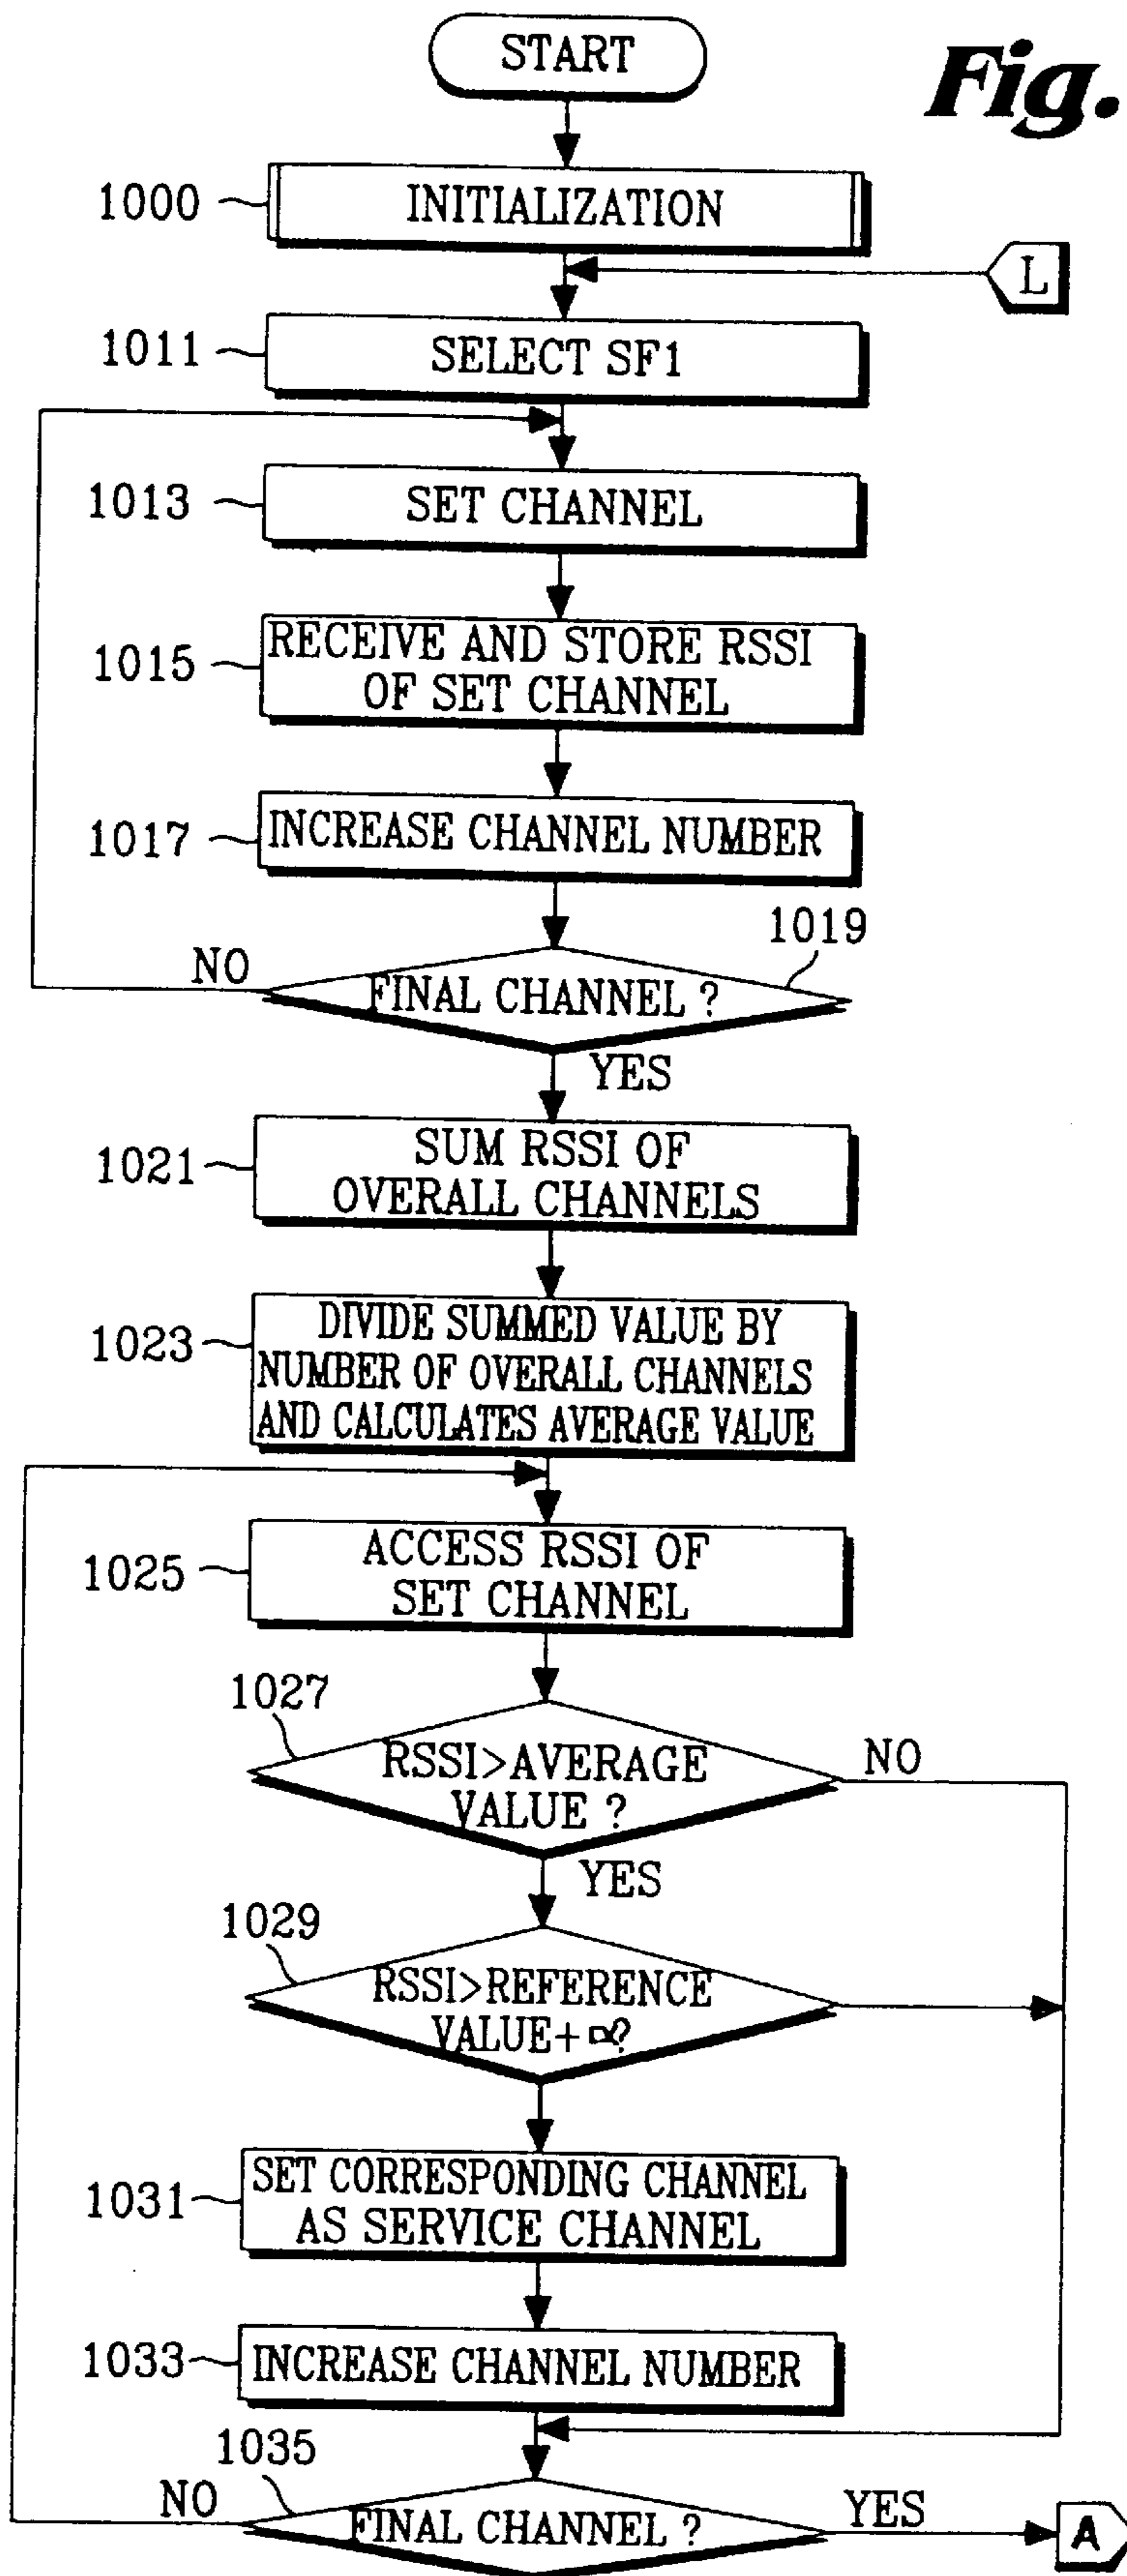 START
Fig.
1000
INITIALIZATION
L
1011
SELECT SF1
1013
SET CHANNEL
1015
RECEIVE AND STORE RSSI
OF SET CHANNEL
1017
INCREASE CHANNEL NUMBER
1019
NO
FINAL CHANNEL ?
YES
1021
SUM RSSI OF
OVERALL CHANNELS
1023
DIVIDE SUMMED VALUE BY
NUMBER OF OVERALL CHANNELS
AND CALCULATES AVERAGE VALUE
1025
ACCESS RSSI OF
SET CHANNEL
1027
RSSI>AVERAGE
VALUE ?
NO
YES
1029
RSSI>REFERENCE
VALUE+α?
1031
SET CORRESPONDING CHANNEL
AS SERVICE CHANNEL
1033
INCREASE CHANNEL NUMBER
1035
NO
FINAL CHANNEL ?
YES
A